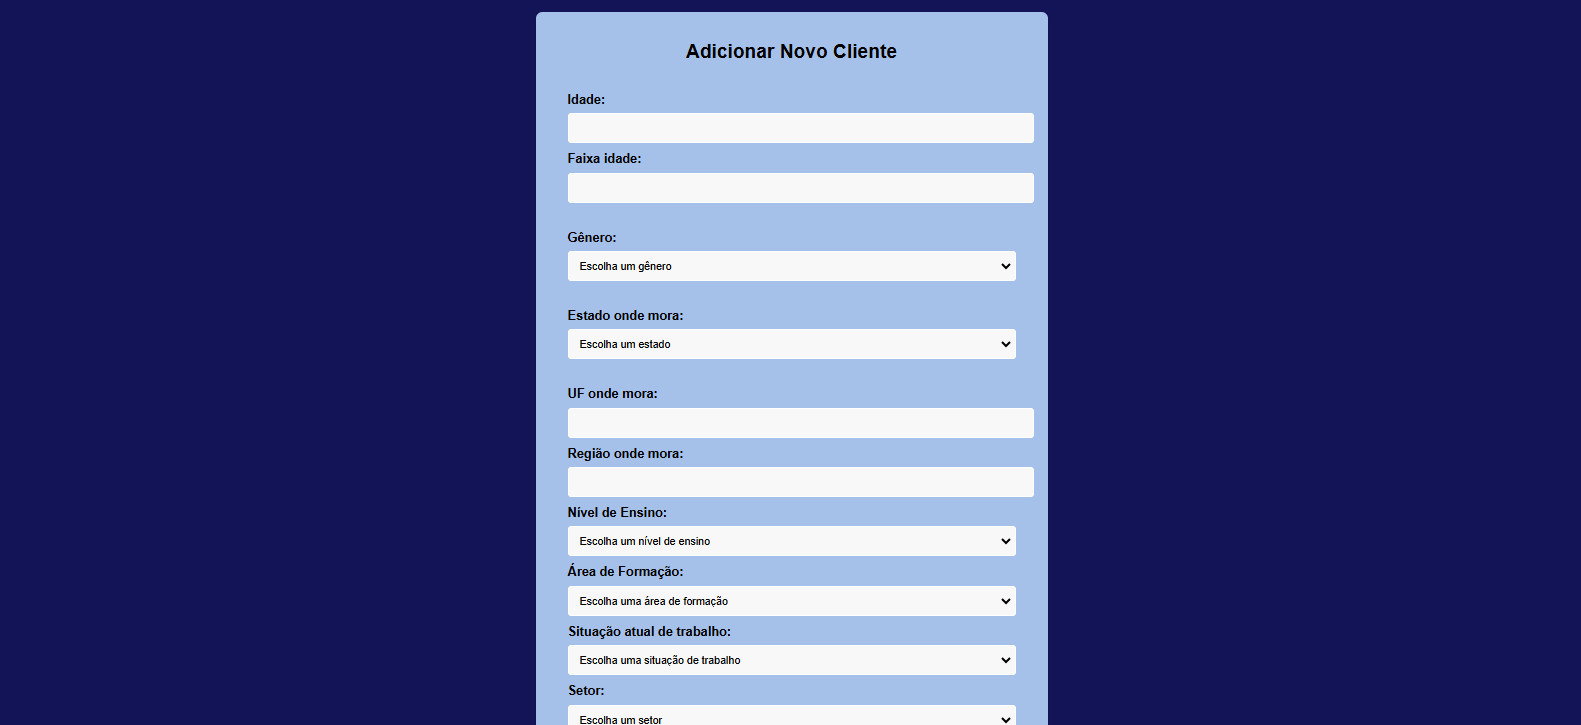 Adicionar Novo Cliente
Idade:
Faixa idade:
Gênero:
Escolha um gênero
Estado onde mora:
Escolha um estado
UF onde mora:
Região onde mora:
Nível de Ensino:
Escolha um nível de ensino
Área de Formação:
Escolha uma área de formação
Situação atual de trabalho:
Escolha uma situação de trabalho
Setor:
Escolha um setor